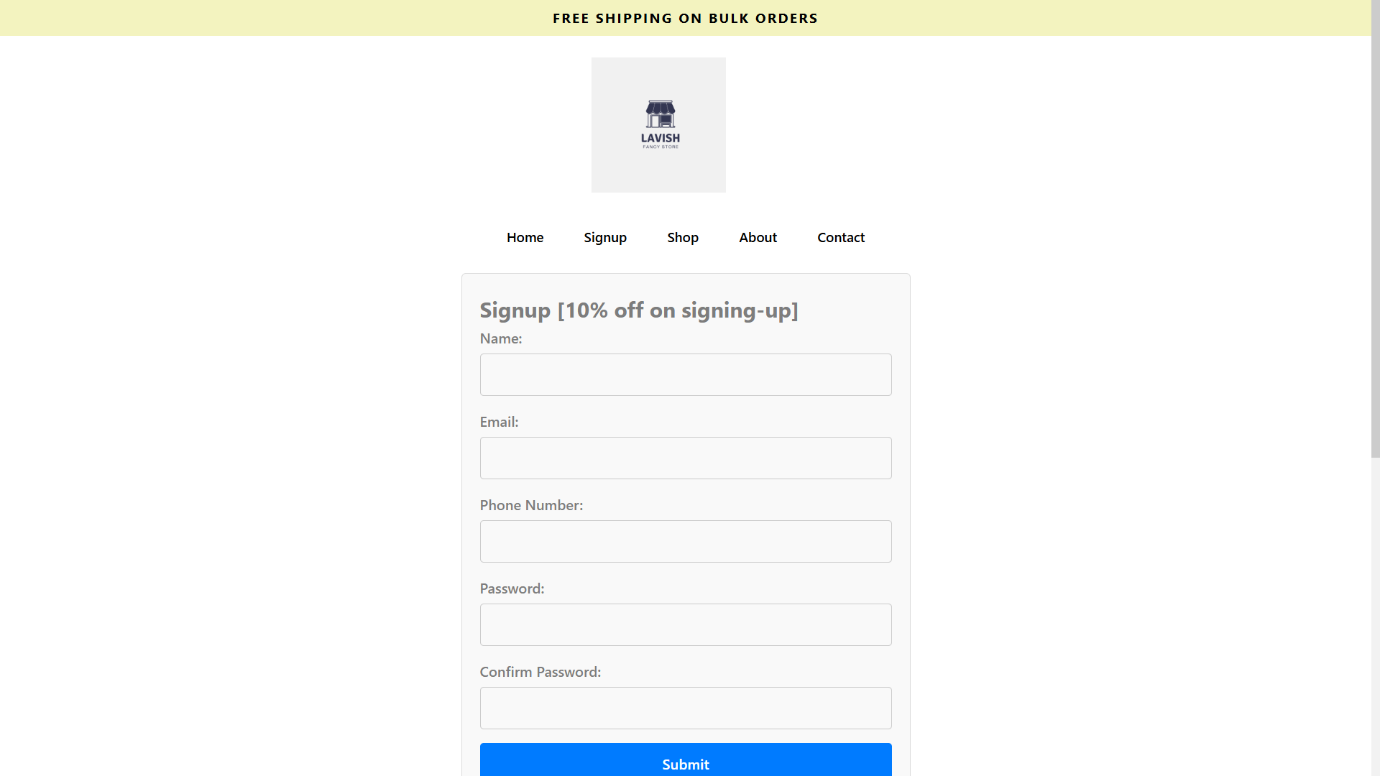 FREE SHIPPING ON BULK ORDERS
LAVISH
FANCY STORE
Home Signup Shop About Contact
Signup [10% off on signing-up]
Name:
Email:
Phone Number:
Password:
Confirm Password:
Submit